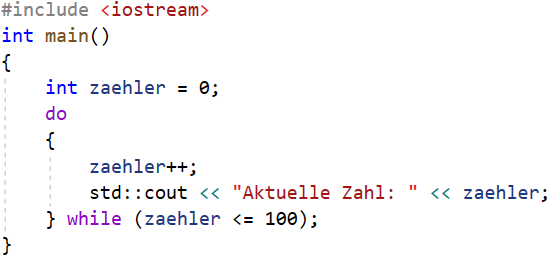 #include <iostream>
int main()
{
    int zaehler = 0;
    do
    {
        zaehler++;
        std::cout << "Aktuelle Zahl: " << zaehler;
    } while (zaehler <= 100);
}